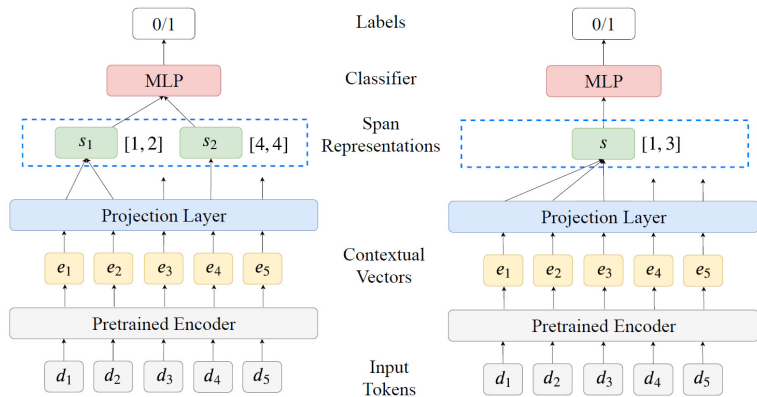 0/1 Labels 0/1
MLP Classifier MLP
s₁ [1, 2] s₂ [4, 4] Span Representations s [1, 3]
Projection Layer Projection Layer
e₁ e₂ e₃ e₄ e₅ Contextual Vectors e₁ e₂ e₃ e₄ e₅
Pretrained Encoder Pretrained Encoder
d₁ d₂ d₃ d₄ d₅ Input Tokens d₁ d₂ d₃ d₄ d₅